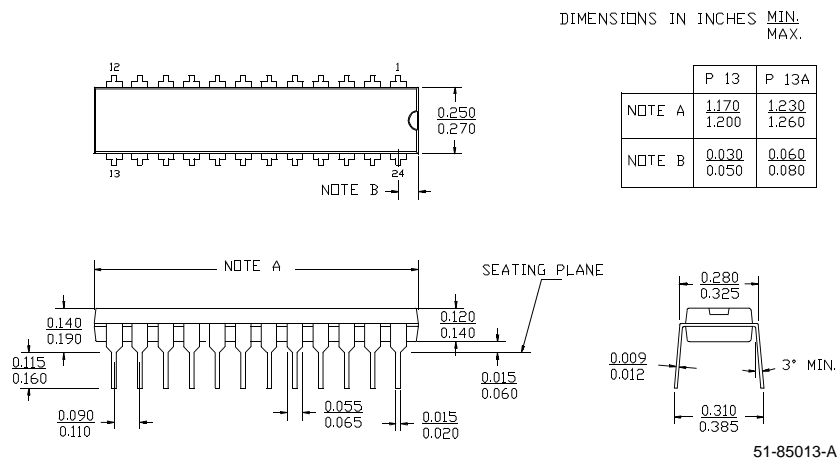 DIMENSIONS IN INCHES MIN.
MAX.
12 1
P 13 P 13A
NOTE A 1.170 1.230
1.200 1.260
NOTE B 0.030 0.060
0.050 0.080
0.250
0.270
13 24
NOTE B
NOTE A
SEATING PLANE
0.280
0.325
0.140
0.190
0.120
0.140
0.115
0.160
0.015
0.060
0.009
0.012
3° MIN.
0.090
0.110
0.055
0.065
0.015
0.020
0.310
0.385
51-85013-A